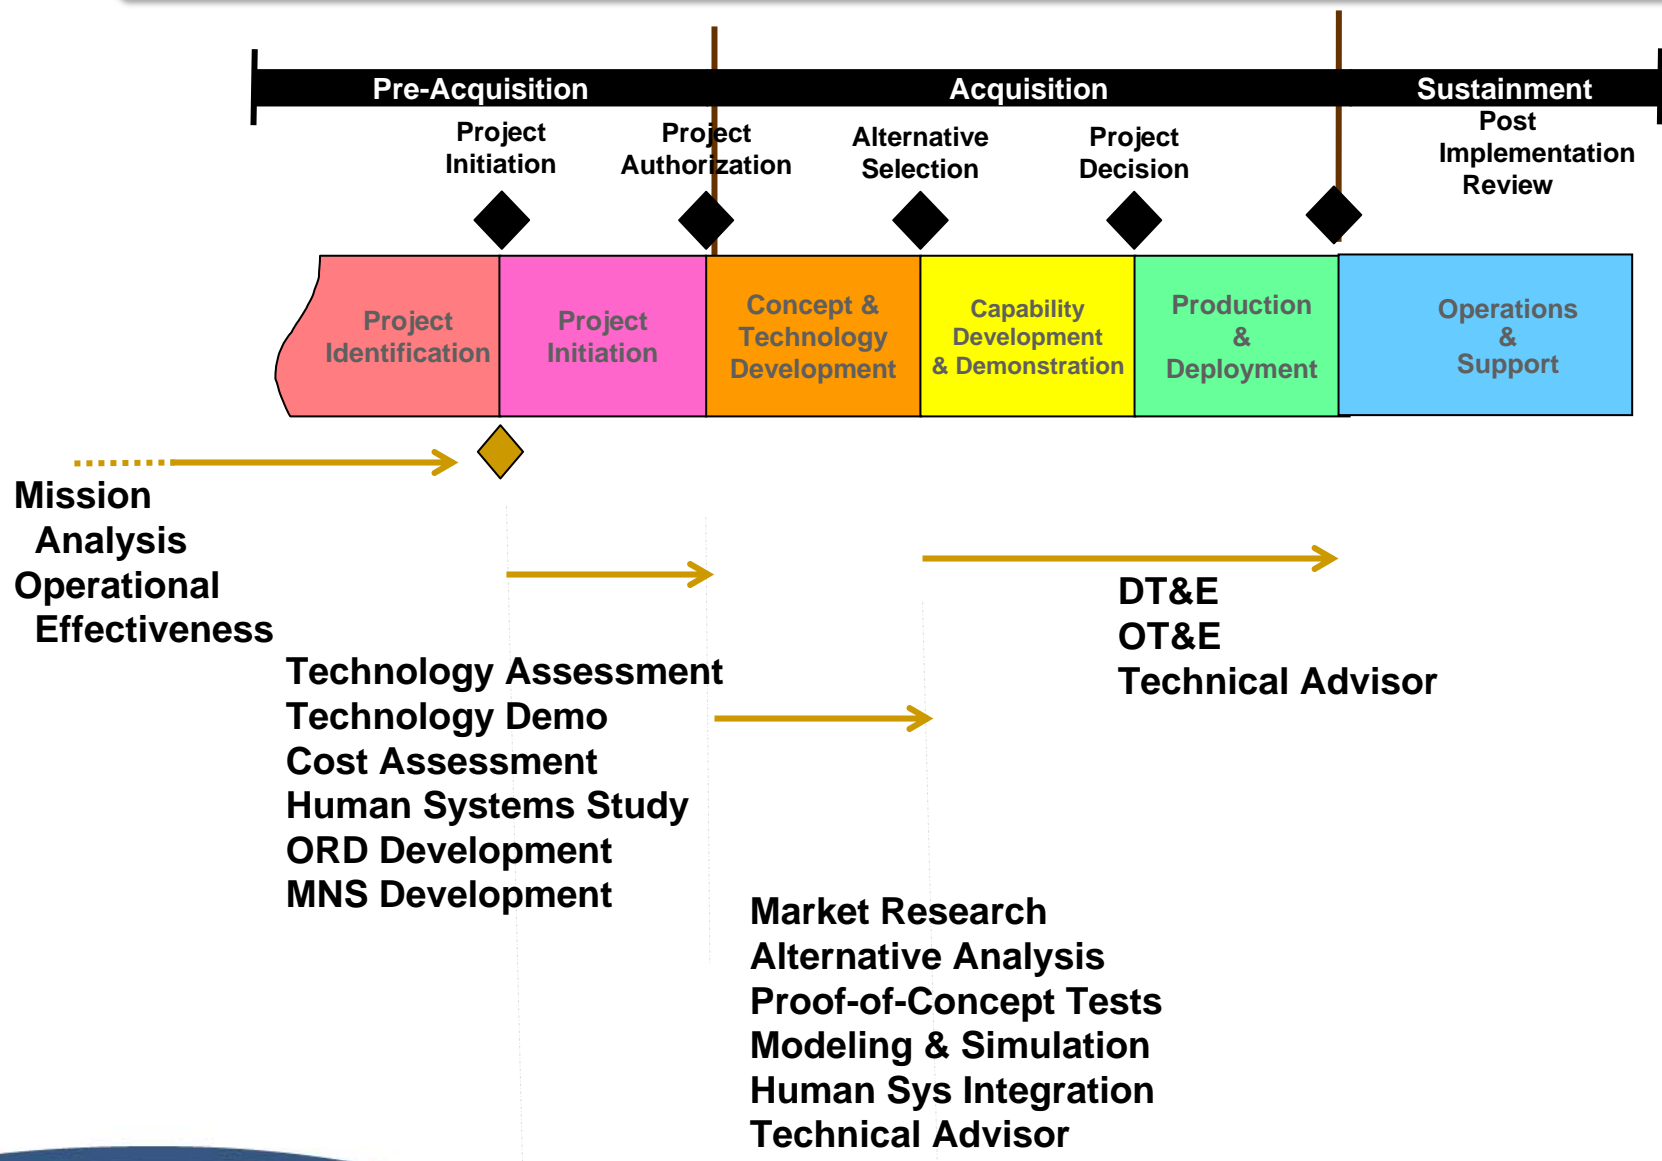 Pre-Acquisition
Acquisition
Sustainment
Project
Initiation
Project
Authorization
Alternative
Selection
Project
Decision
Post
Implementation
Review
Project
Identification
Project
Initiation
Concept &
Technology
Development
Capability
Development
& Demonstration
Production
&
Deployment
Operations
&
Support
Mission
Analysis
Operational
Effectiveness
Technology Assessment
Technology Demo
Cost Assessment
Human Systems Study
ORD Development
MNS Development
DT&E
OT&E
Technical Advisor
Market Research
Alternative Analysis
Proof-of-Concept Tests
Modeling & Simulation
Human Sys Integration
Technical Advisor